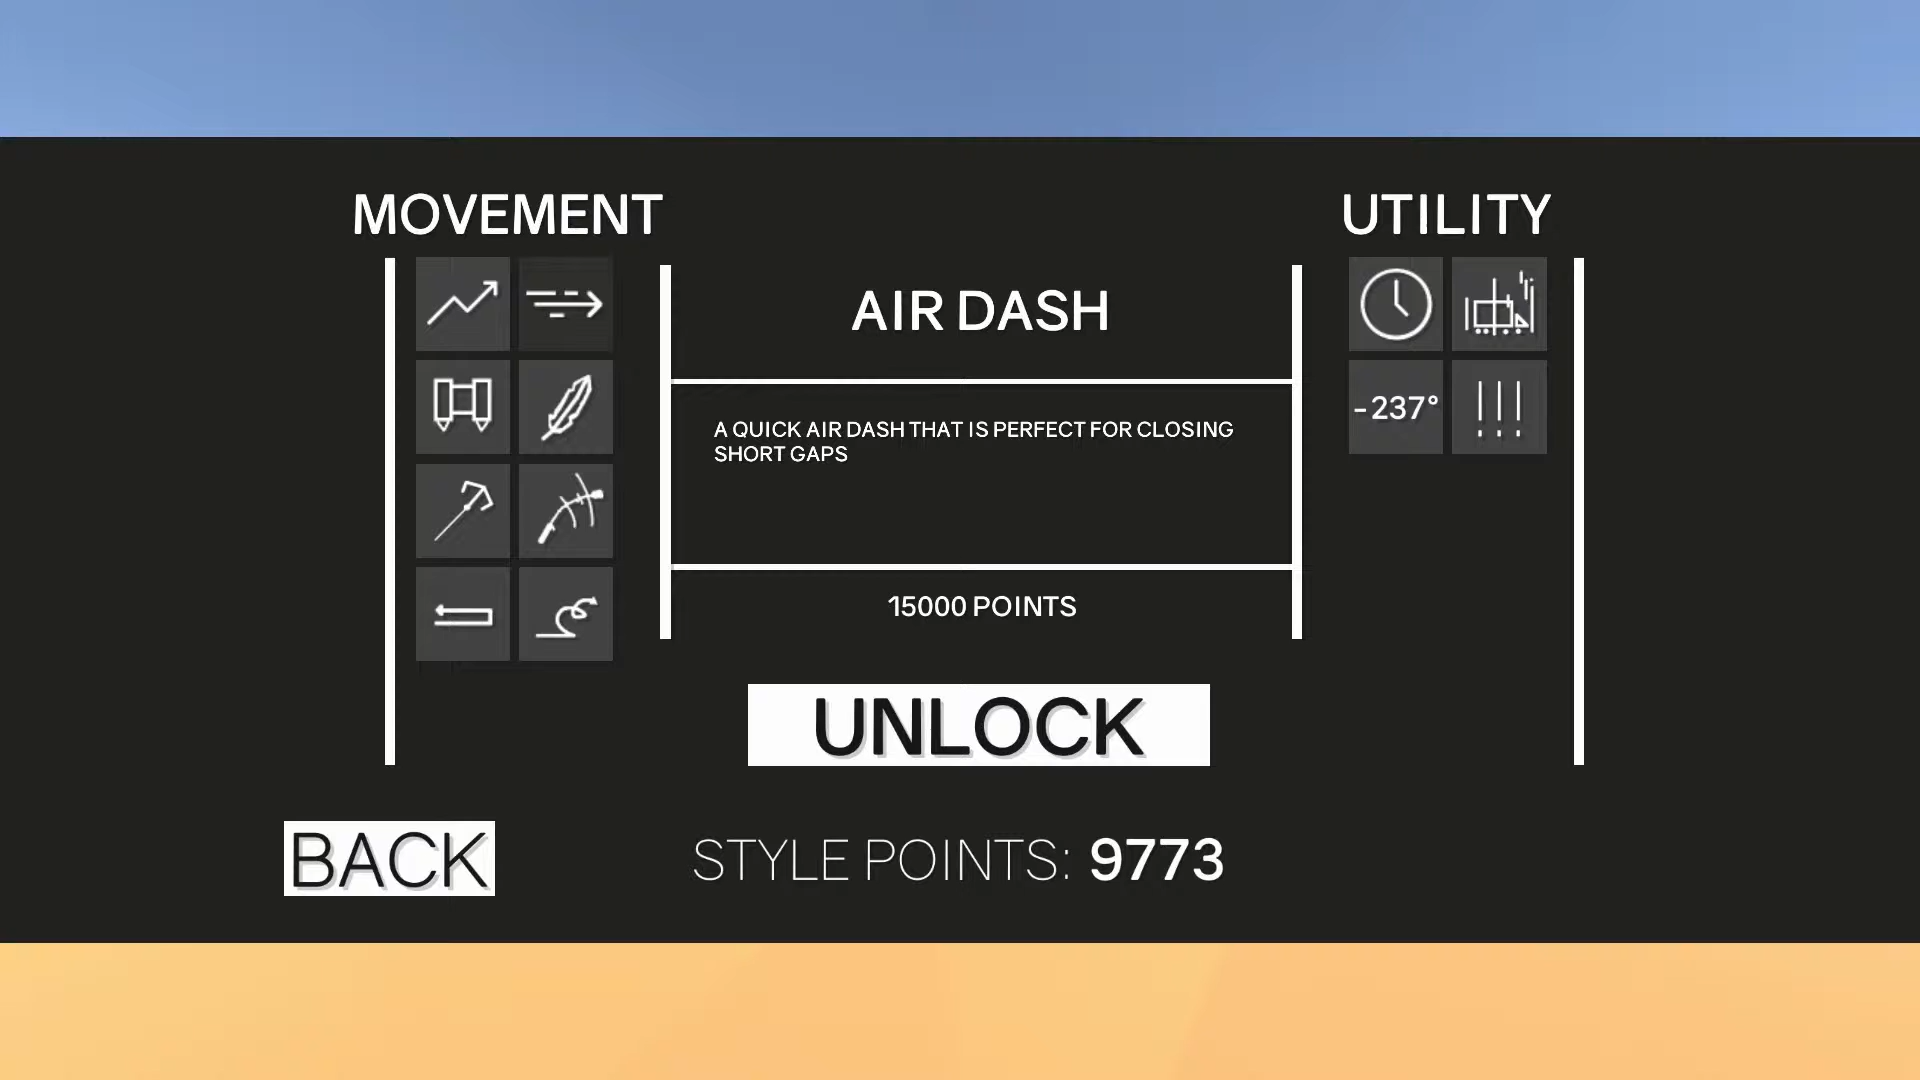 MOVEMENT
UTILITY
AIR DASH
A QUICK AIR DASH THAT IS PERFECT FOR CLOSING
SHORT GAPS
-237°
15000 POINTS
UNLOCK
BACK
STYLE POINTS: 9773